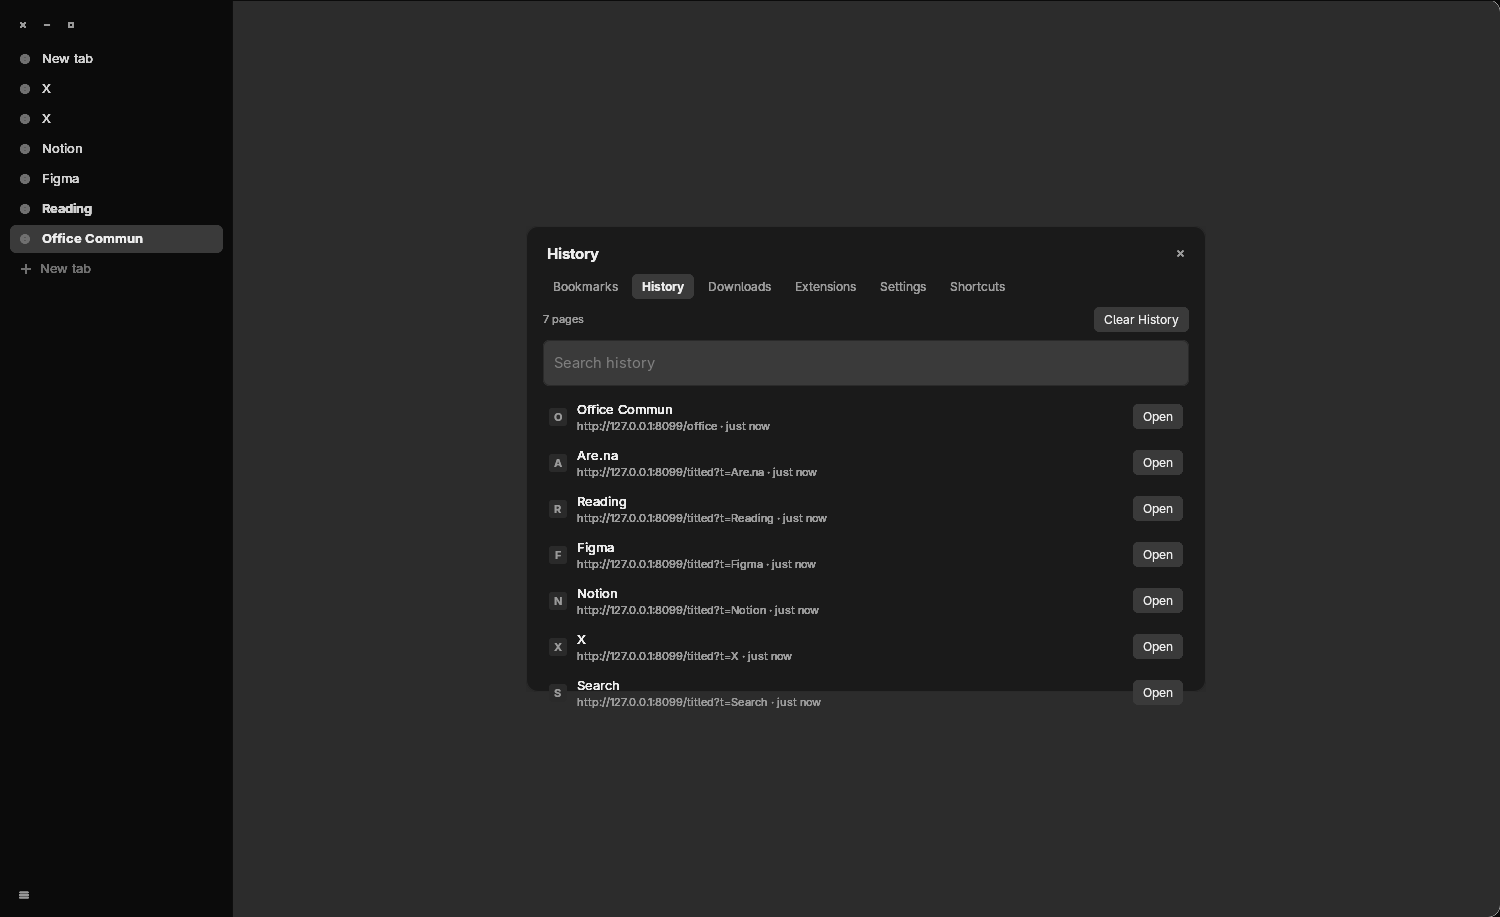 New tab
X
X
Notion
Figma
Reading
Office Commun
New tab
History
Bookmarks History Downloads Extensions Settings Shortcuts
7 pages
Clear History
Search history
O
Office Commun
http://127.0.0.1:8099/office · just now
Open
A
Are.na
http://127.0.0.1:8099/titled?t=Are.na · just now
Open
R
Reading
http://127.0.0.1:8099/titled?t=Reading · just now
Open
F
Figma
http://127.0.0.1:8099/titled?t=Figma · just now
Open
N
Notion
http://127.0.0.1:8099/titled?t=Notion · just now
Open
X
X
http://127.0.0.1:8099/titled?t=X · just now
Open
S
Search
http://127.0.0.1:8099/titled?t=Search · just now
Open